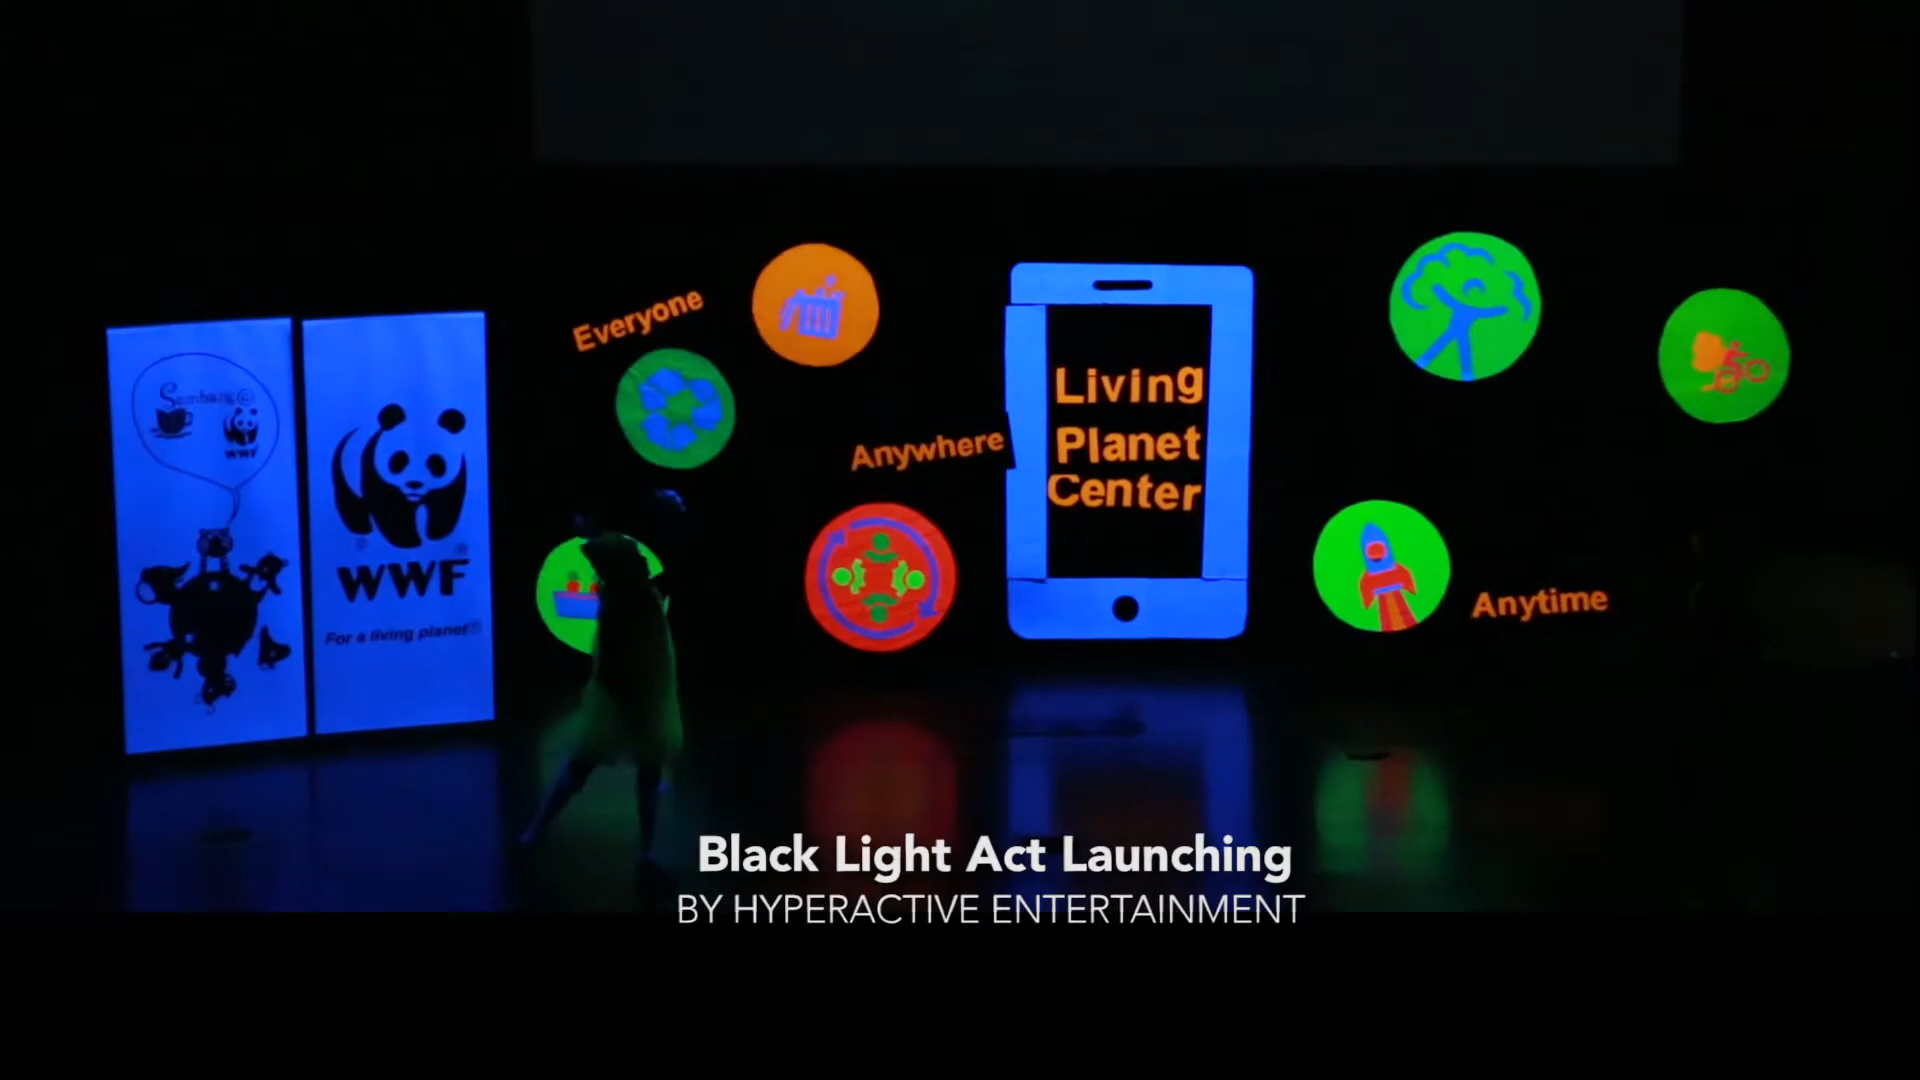 Everyone
Anywhere
Living
Planet
Center
Anytime
Sembang@
WWF
WWF®
For a living planet®
Black Light Act Launching
BY HYPERACTIVE ENTERTAINMENT